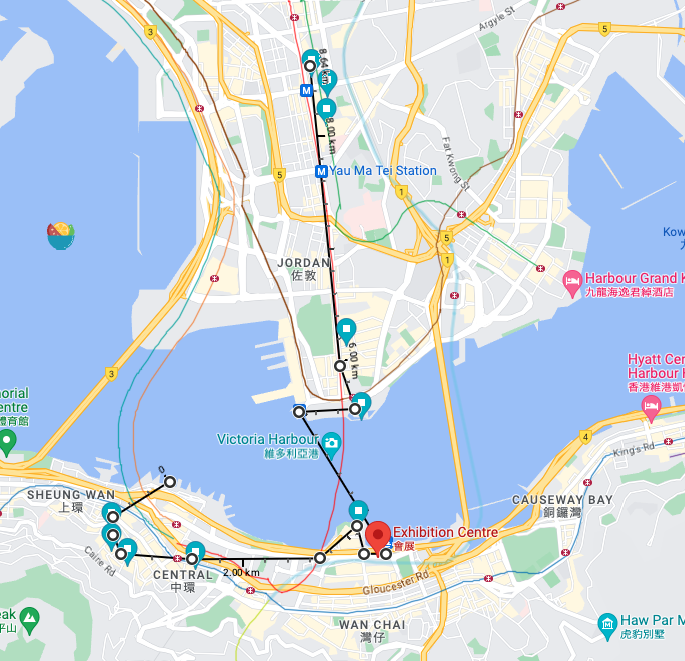 3
5
Argyle St
8.64 km
M
8.00 km
Fat Kwong St
M Yau Ma Tei Station
5
1
5
1
Kow
JORDAN
佐敦
Harbour Grand K
九龍海逸君綽酒店
6.00 km
3
Hyatt Cen
Harbour H
香港維港凱悅
orial
entre
體育館
Victoria Harbour
維多利亞港
4
King's Rd
0
SHEUNG WAN
上環
CAUSEWAY BAY
銅鑼灣
Exhibition Centre
會展
Caine Rd
CENTRAL
中環
2.00 km
Gloucester Rd
eak
平山
WAN CHAI
灣仔
Haw Par M
虎豹別墅